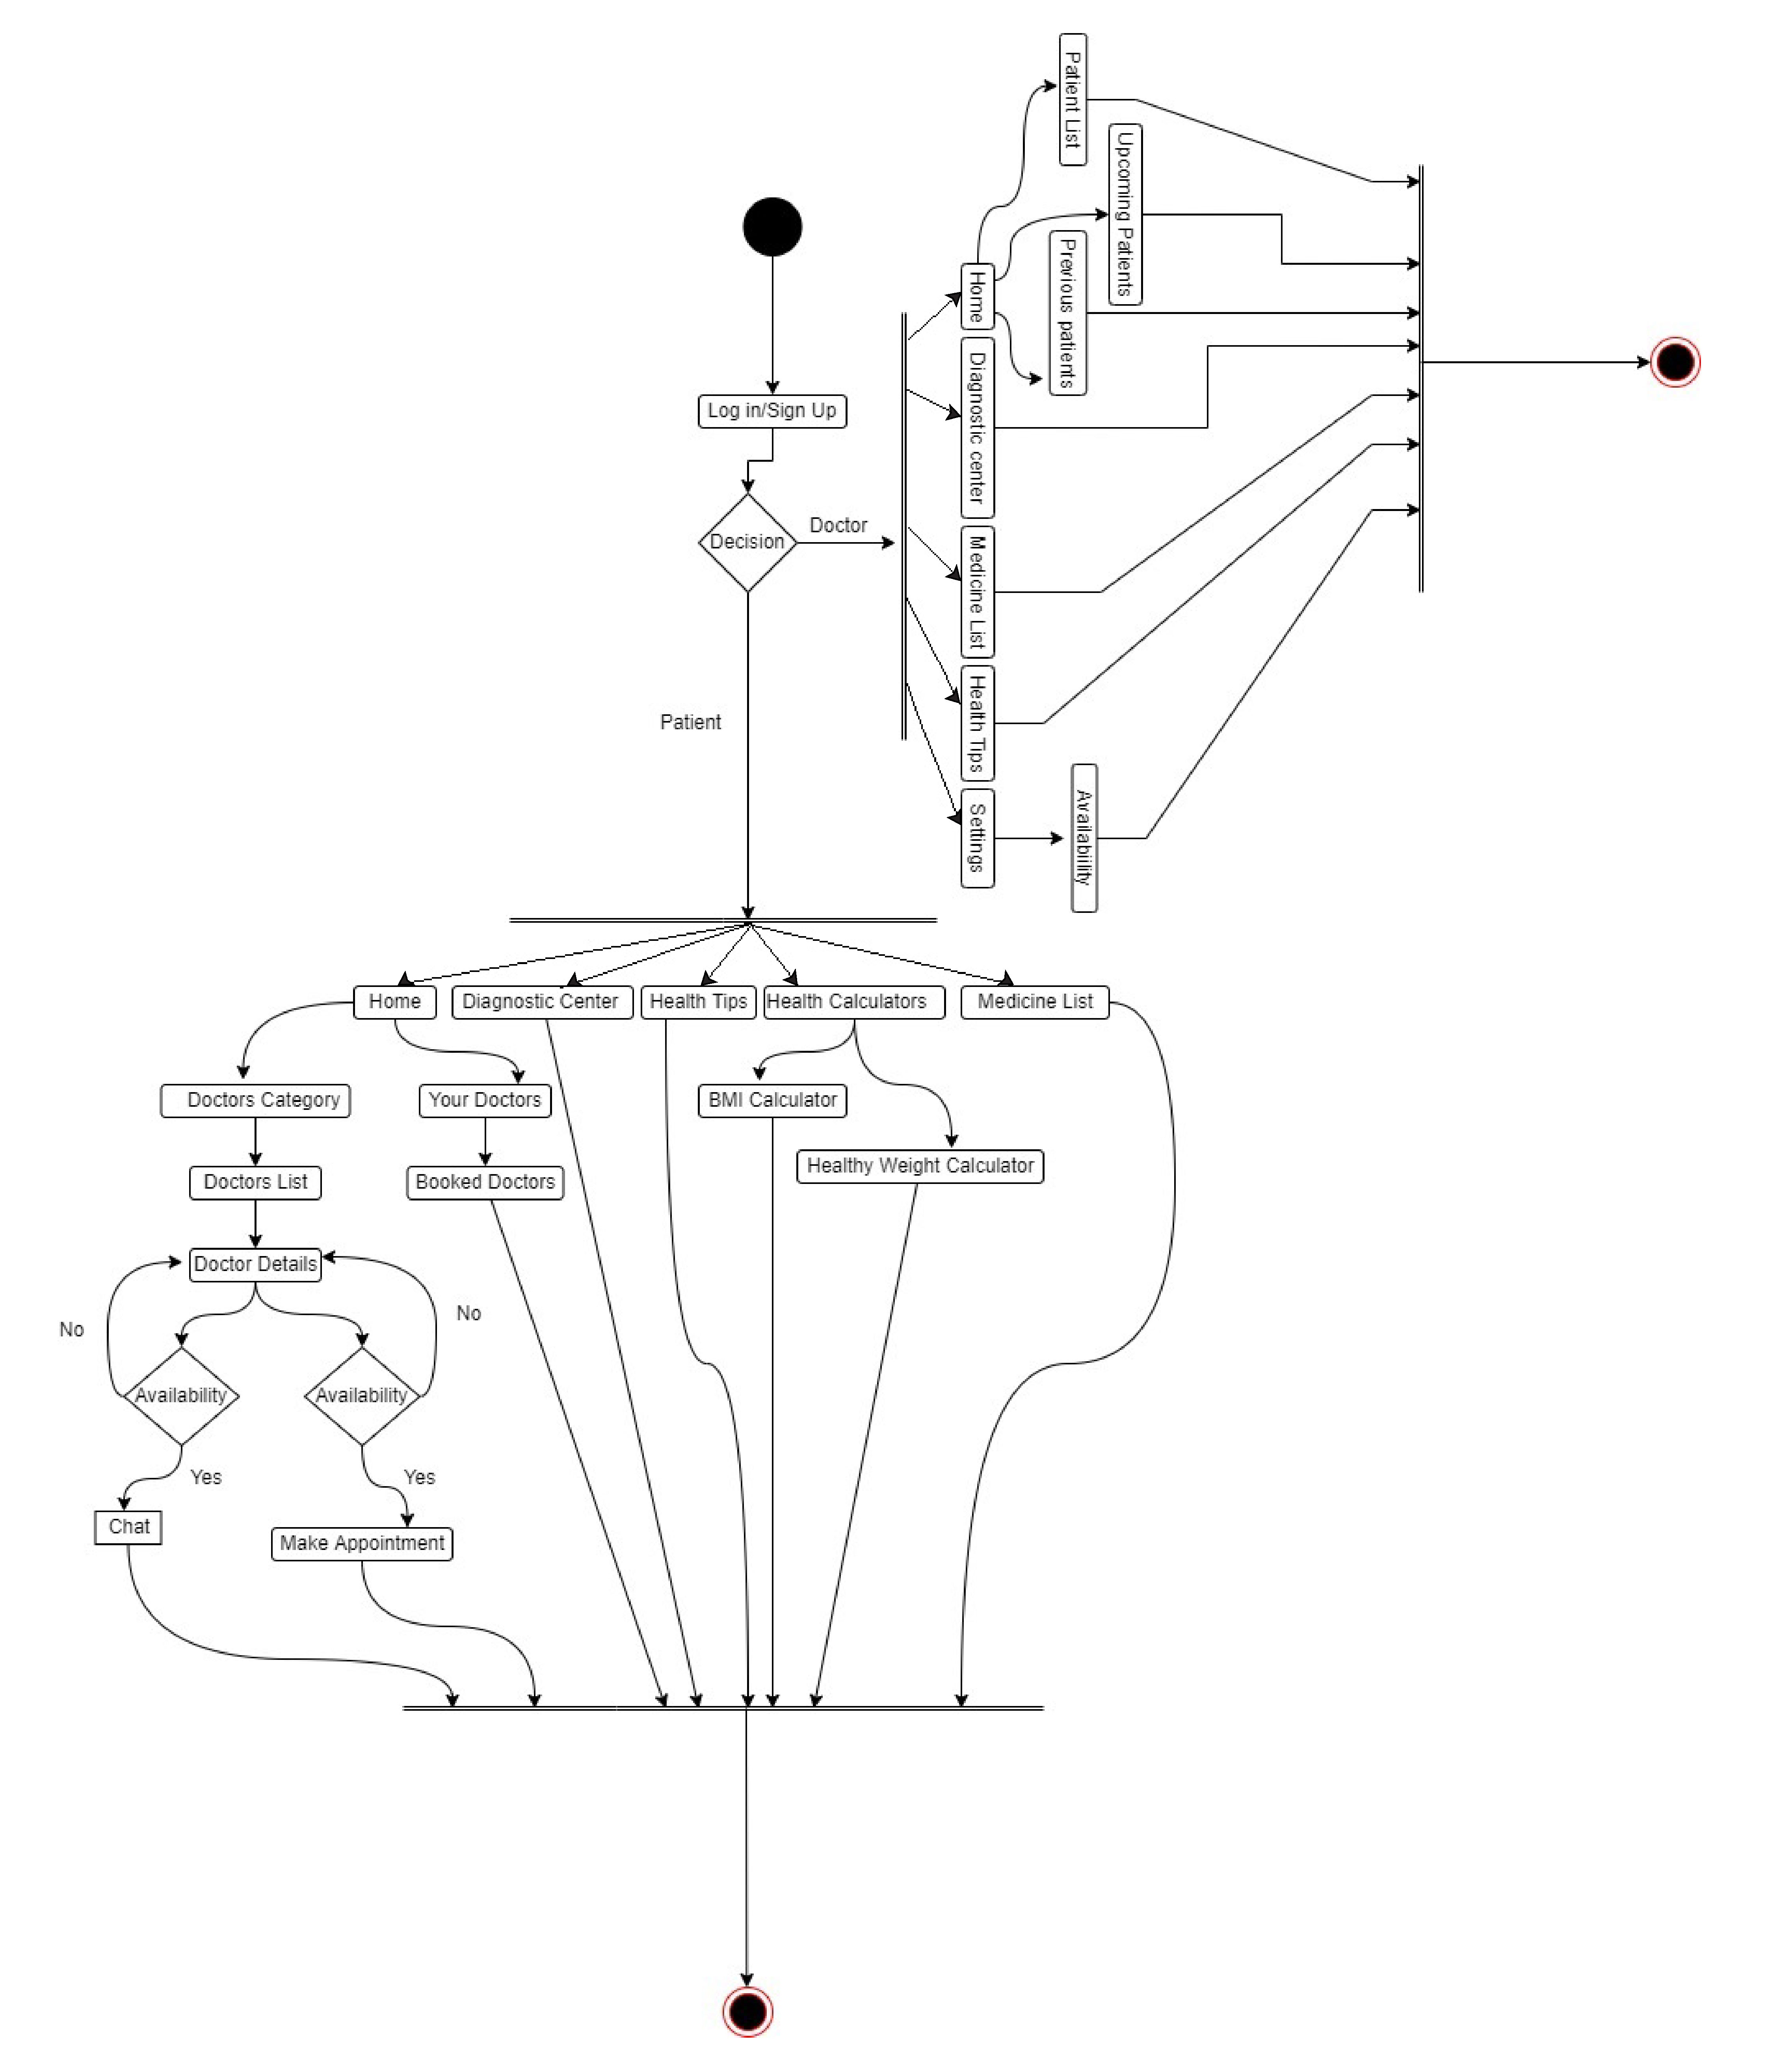 Patient List
Upcoming Patients
Previous patients
Home
Diagnostic center
Log in/Sign Up
Doctor
Decision
Medicine List
Health Tips
Patient
Settings
Availability
Home
Diagnostic Center
Health Tips
Health Calculators
Medicine List
Doctors Category
Your Doctors
BMI Calculator
Healthy Weight Calculator
Doctors List
Booked Doctors
Doctor Details
No
No
Availability
Availability
Yes
Yes
Chat
Make Appointment